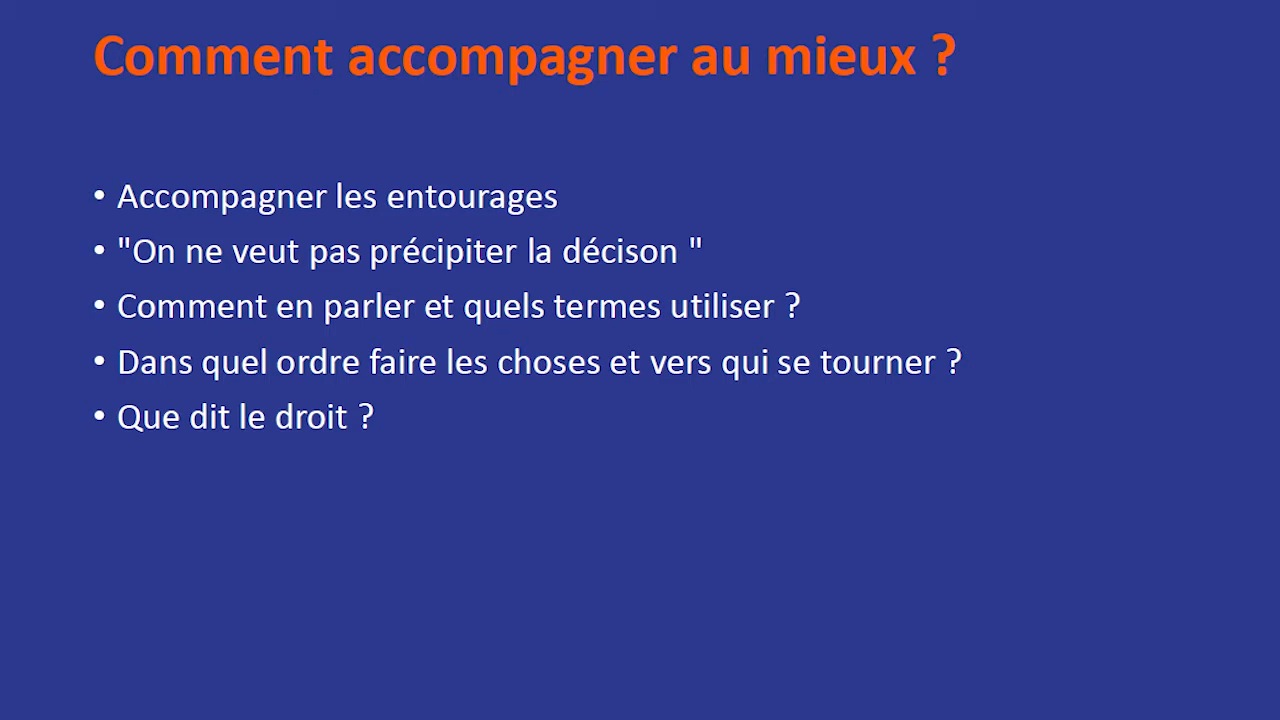 Comment accompagner au mieux ?
• Accompagner les entourages
• "On ne veut pas précipiter la décison "
• Comment en parler et quels termes utiliser ?
• Dans quel ordre faire les choses et vers qui se tourner ?
• Que dit le droit ?